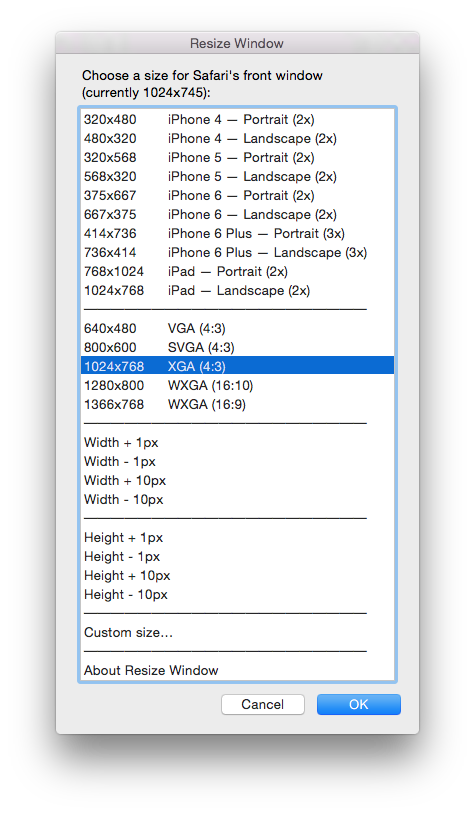 Resize Window
Choose a size for Safari's front window
(currently 1024x745):
320x480 iPhone 4 — Portrait (2x)
480x320 iPhone 4 — Landscape (2x)
320x568 iPhone 5 — Portrait (2x)
568x320 iPhone 5 — Landscape (2x)
375x667 iPhone 6 — Portrait (2x)
667x375 iPhone 6 — Landscape (2x)
414x736 iPhone 6 Plus — Portrait (3x)
736x414 iPhone 6 Plus — Landscape (3x)
768x1024 iPad — Portrait (2x)
1024x768 iPad — Landscape (2x)
640x480 VGA (4:3)
800x600 SVGA (4:3)
1024x768 XGA (4:3)
1280x800 WXGA (16:10)
1366x768 WXGA (16:9)
Width + 1px
Width - 1px
Width + 10px
Width - 10px
Height + 1px
Height - 1px
Height + 10px
Height - 10px
Custom size…
About Resize Window
Cancel OK